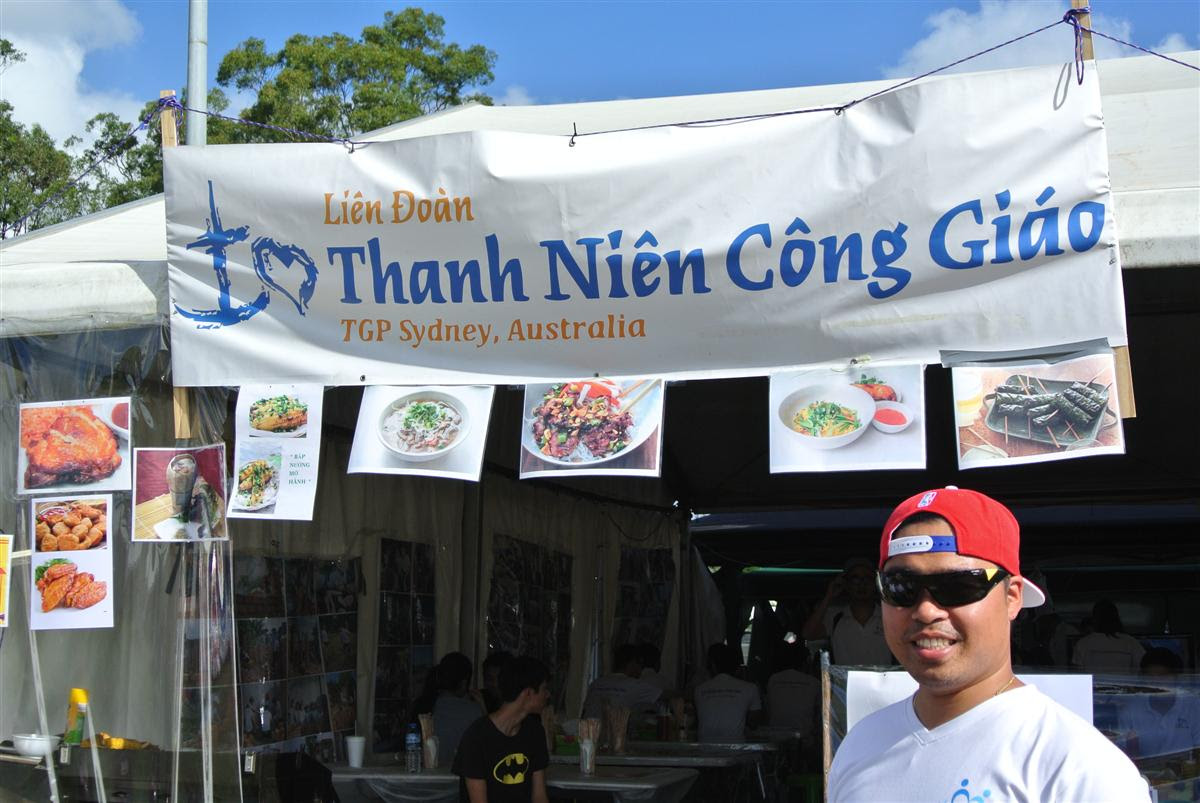 Liên Đoàn
Thanh Niên Công Giáo
TGP Sydney, Australia
" BẮP
NƯỚNG
MỠ
HÀNH "